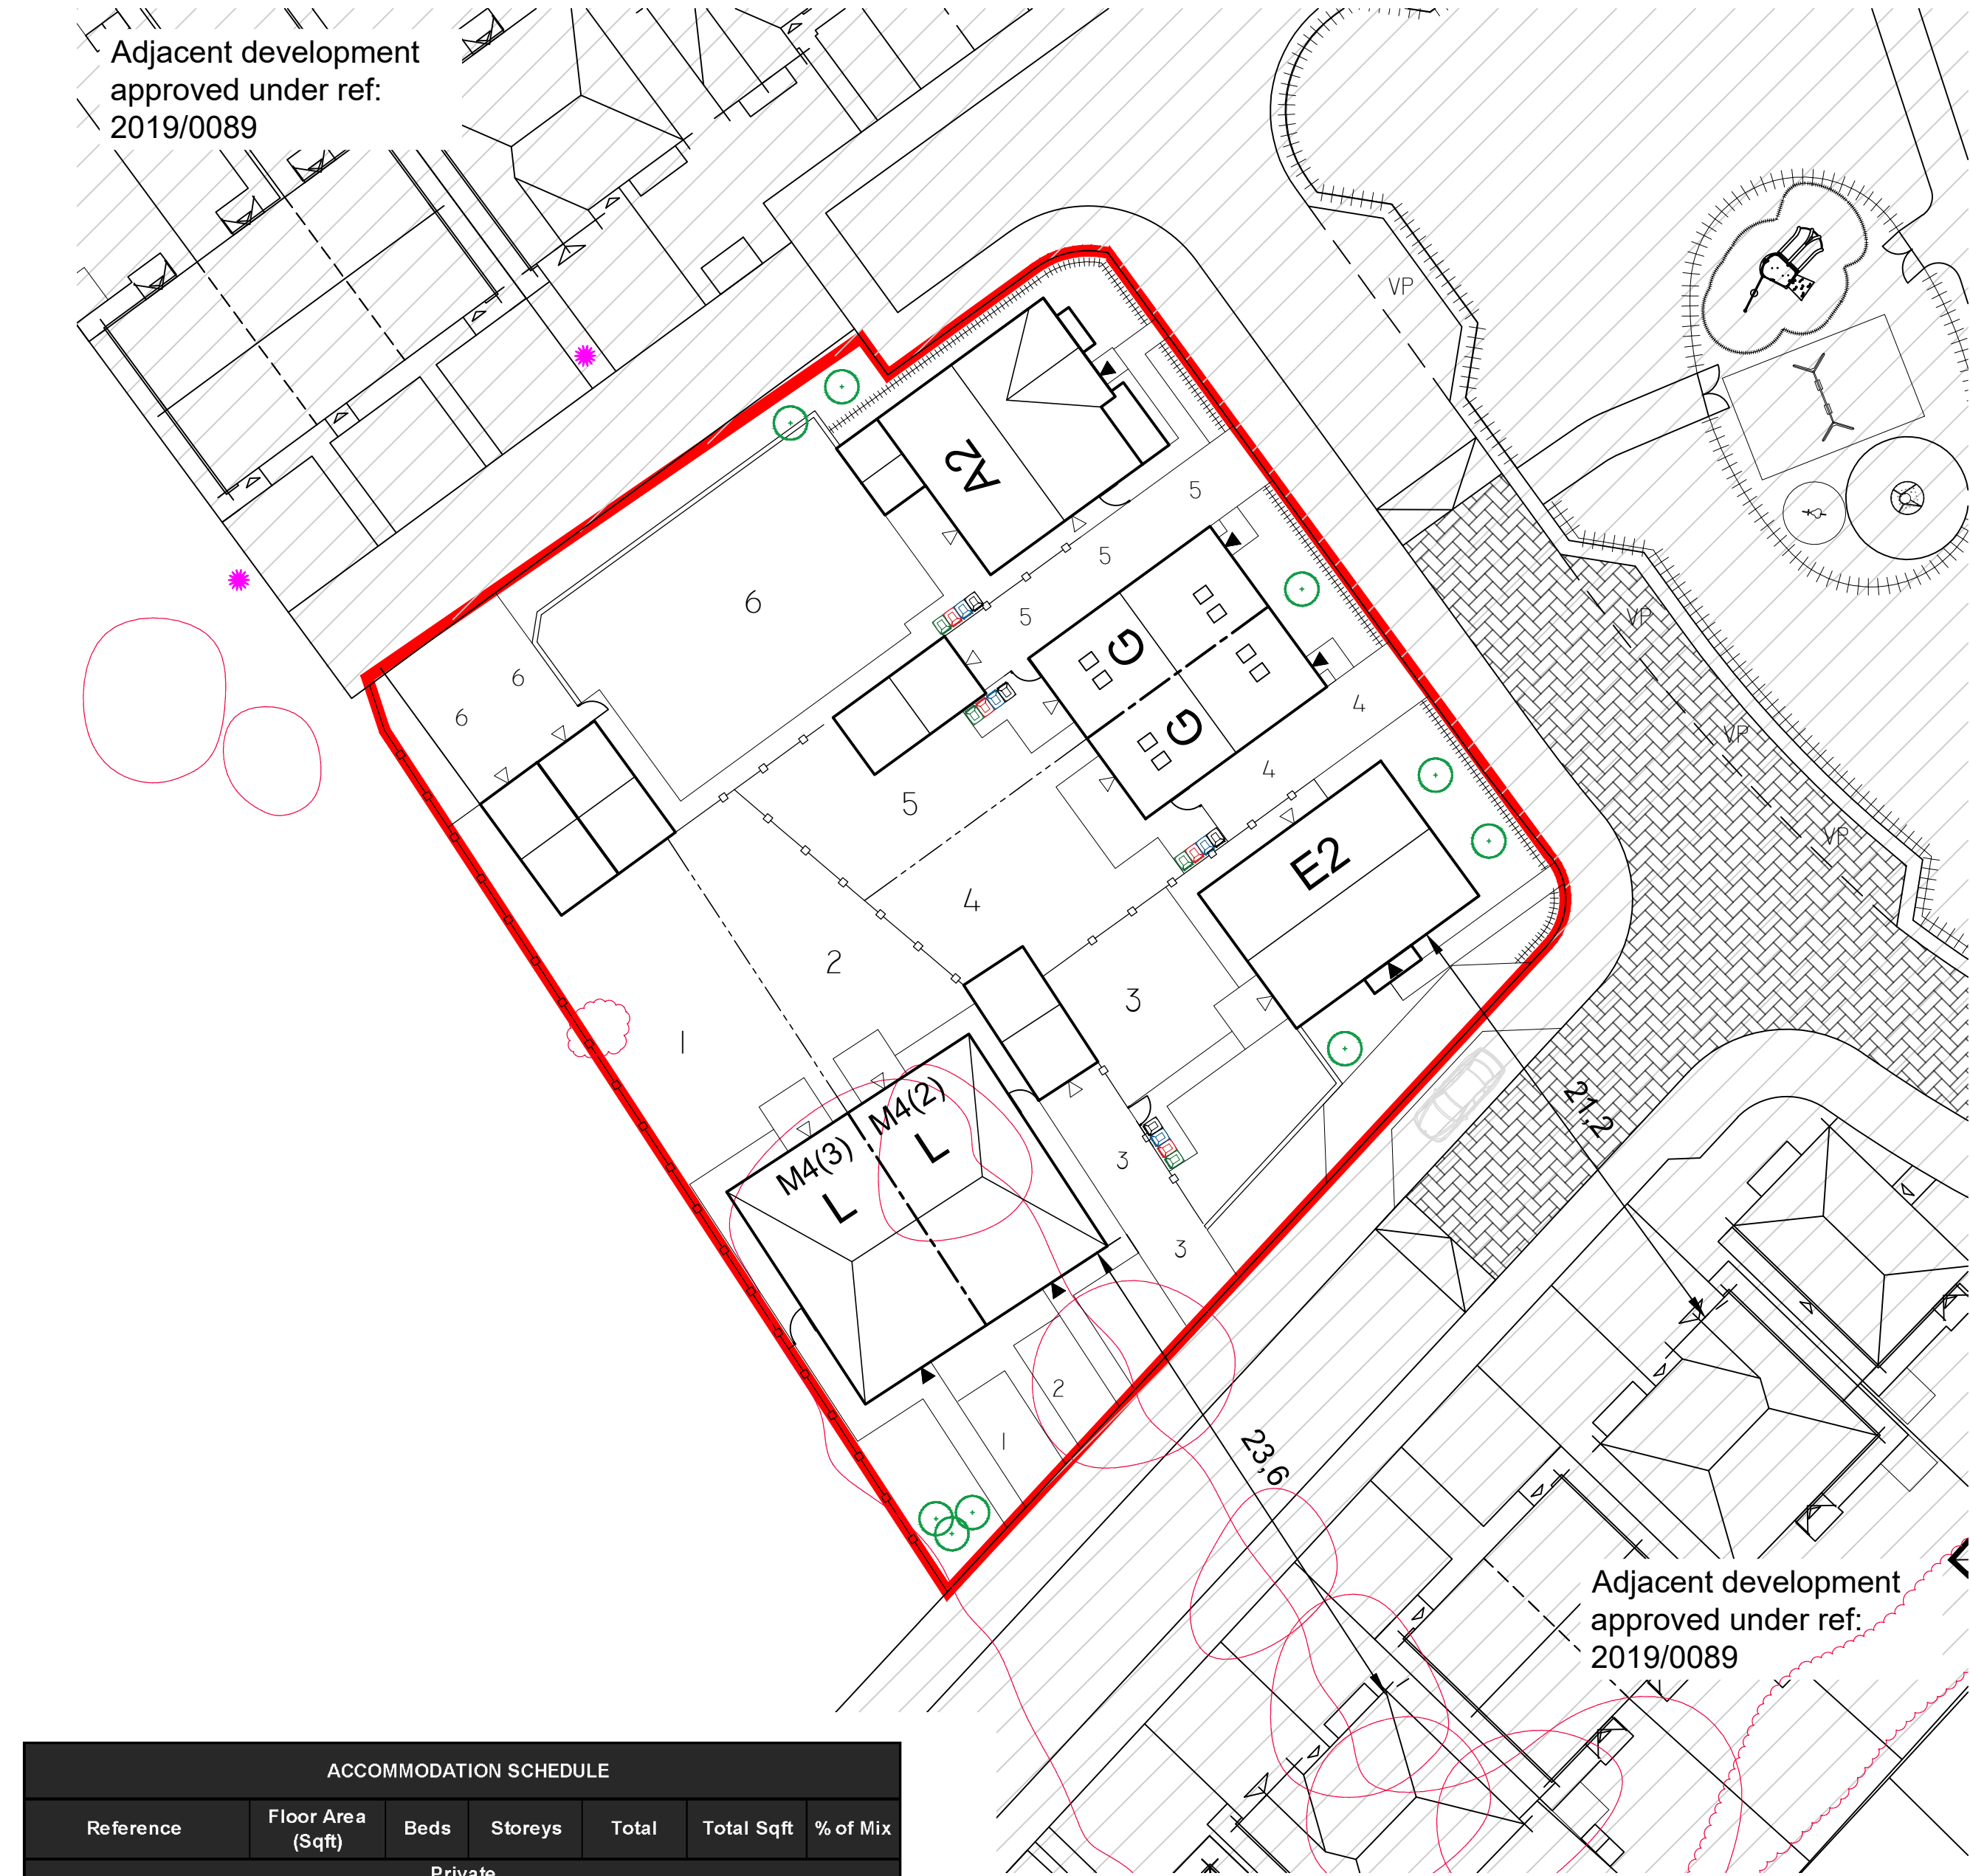 Adjacent development
approved under ref:
2019/0089
VP
A2
5
5
5
6
G
VP
6
6
G
4
VP
4
5
E2
VP
4
2
3
1
M4(2)
L
M4(3)
L
3
21,2
3
2
1
23,6
Adjacent development
approved under ref:
2019/0089
ACCOMMODATION SCHEDULE
Reference Floor Area (Sqft) Beds Storeys Total Total Sqft % of Mix
Private